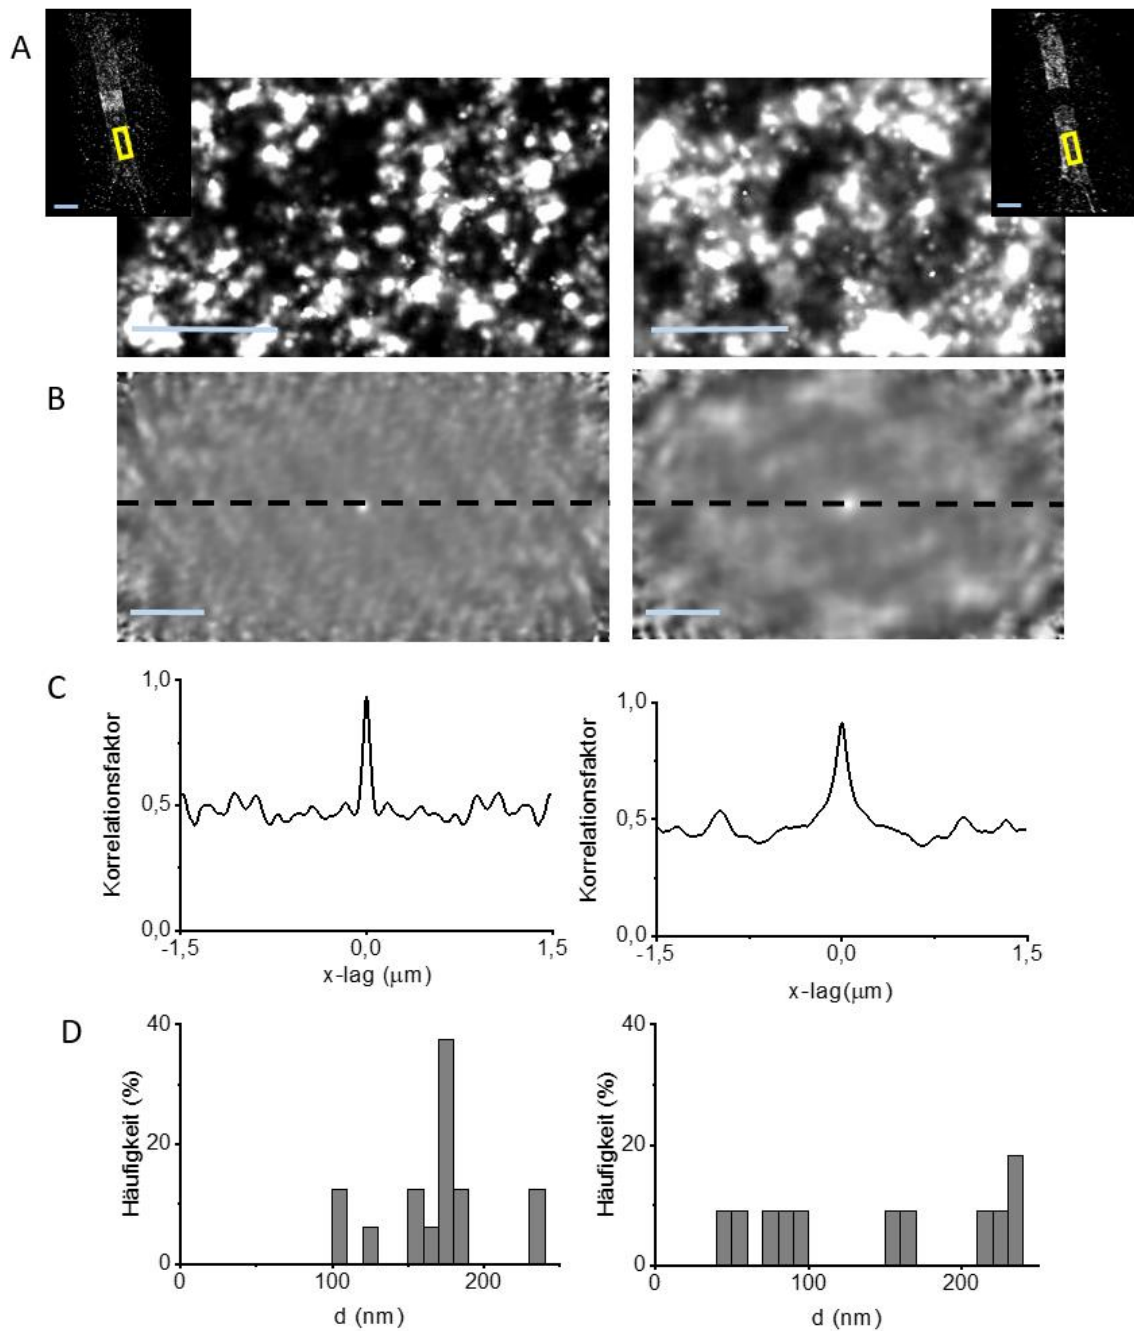 A
B
C
1,0
0,5
0,0
Korrelationsfaktor
-1,5
0,0
1,5
x-lag (μm)
1,0
0,5
0,0
Korrelationsfaktor
-1,5
0,0
1,5
x-lag(μm)
D
40
20
0
Häufigkeit (%)
0
100
200
d (nm)
40
20
0
Häufigkeit (%)
0
100
200
d (nm)